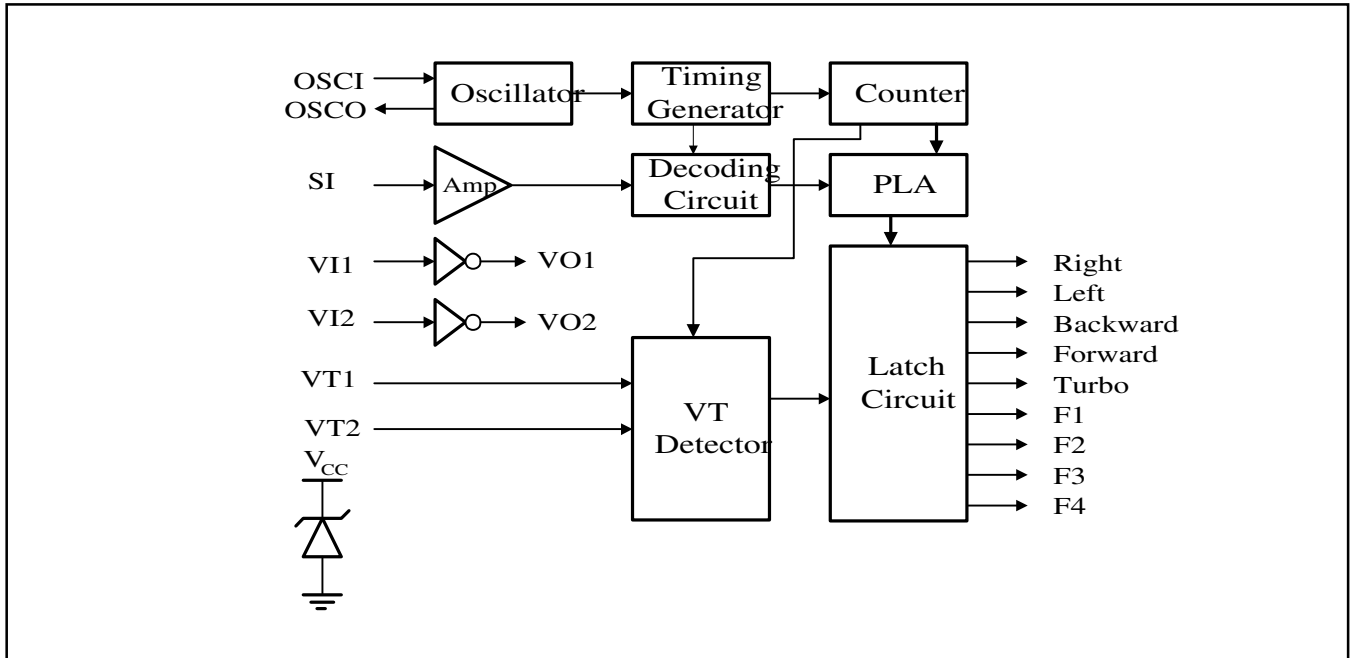 OSCI
OSCO
Oscillator
Timing
Generator
Counter
SI
Amp
Decoding
Circuit
PLA
VI1
VO1
VI2
VO2
VT1
VT2
VT
Detector
Latch
Circuit
Right
Left
Backward
Forward
Turbo
F1
F2
F3
F4
VCC